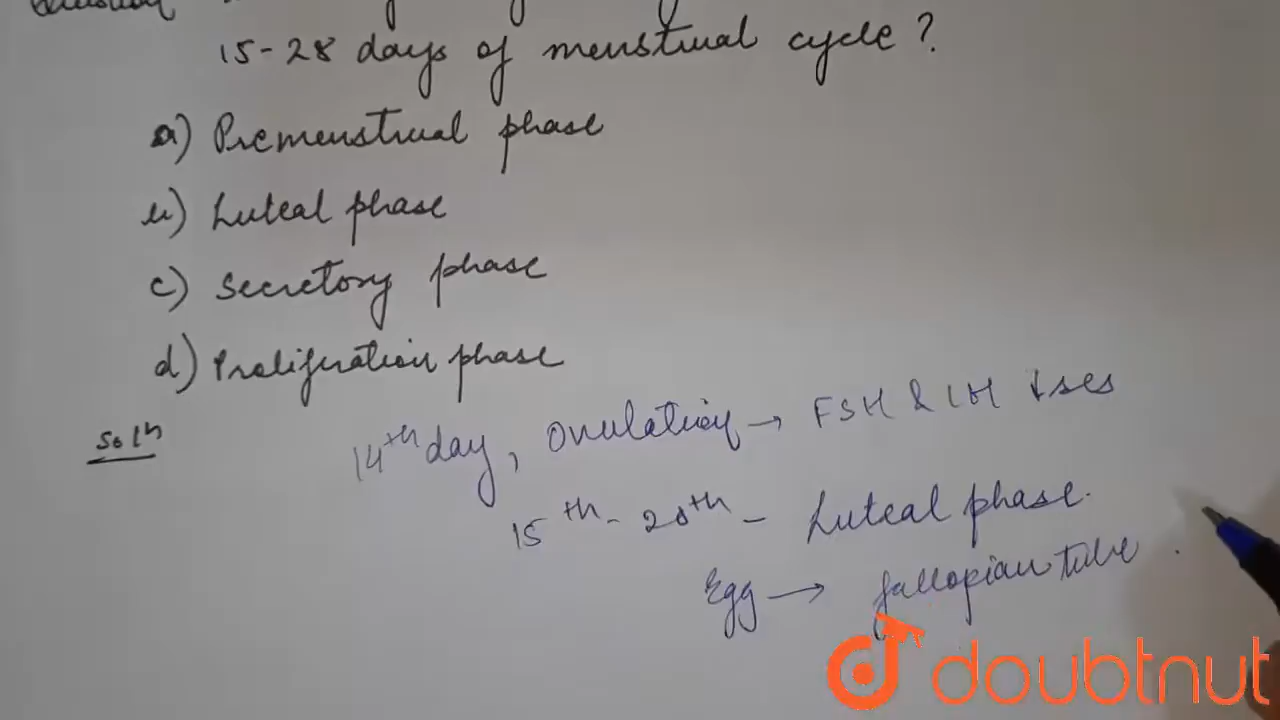 15-28 days of menstrual cycle?
a) Premenstrual phase
b) Luteal phase
c) Secretory phase
d) Proliferation phase
Soln
14th day, Ovulation → FSH & LH ↓ses
15th - 28th - Luteal phase.
Egg → fallopian tube.
doubtnut